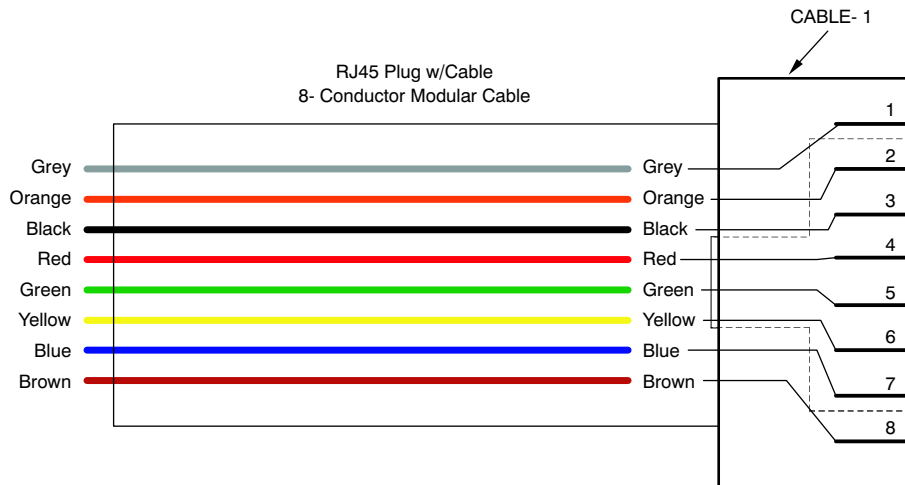 CABLE- 1
RJ45 Plug w/Cable
8- Conductor Modular Cable
1
Grey Grey
2
Orange Orange
3
Black Black
4
Red Red
5
Green Green
6
Yellow Yellow
7
Blue Blue
8
Brown Brown